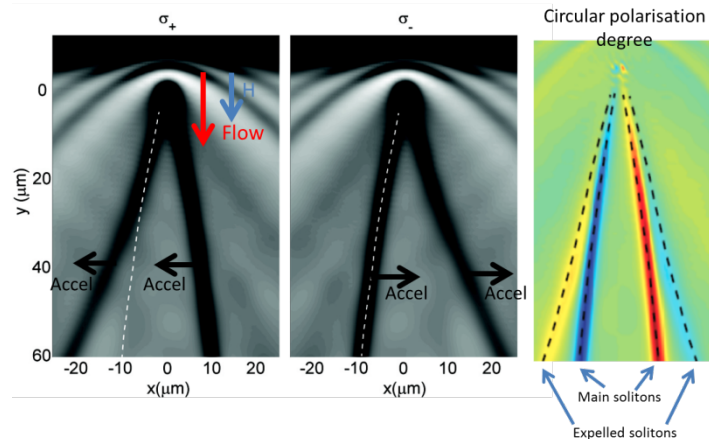 σ+
σ-
Circular polarisation
degree
0
20
40
60
y (μm)
H
Flow
Accel
Accel
Accel
Accel
-20
-10
0
10
20
x(μm)
-20
-10
0
10
20
x(μm)
Main solitons
Expelled solitons